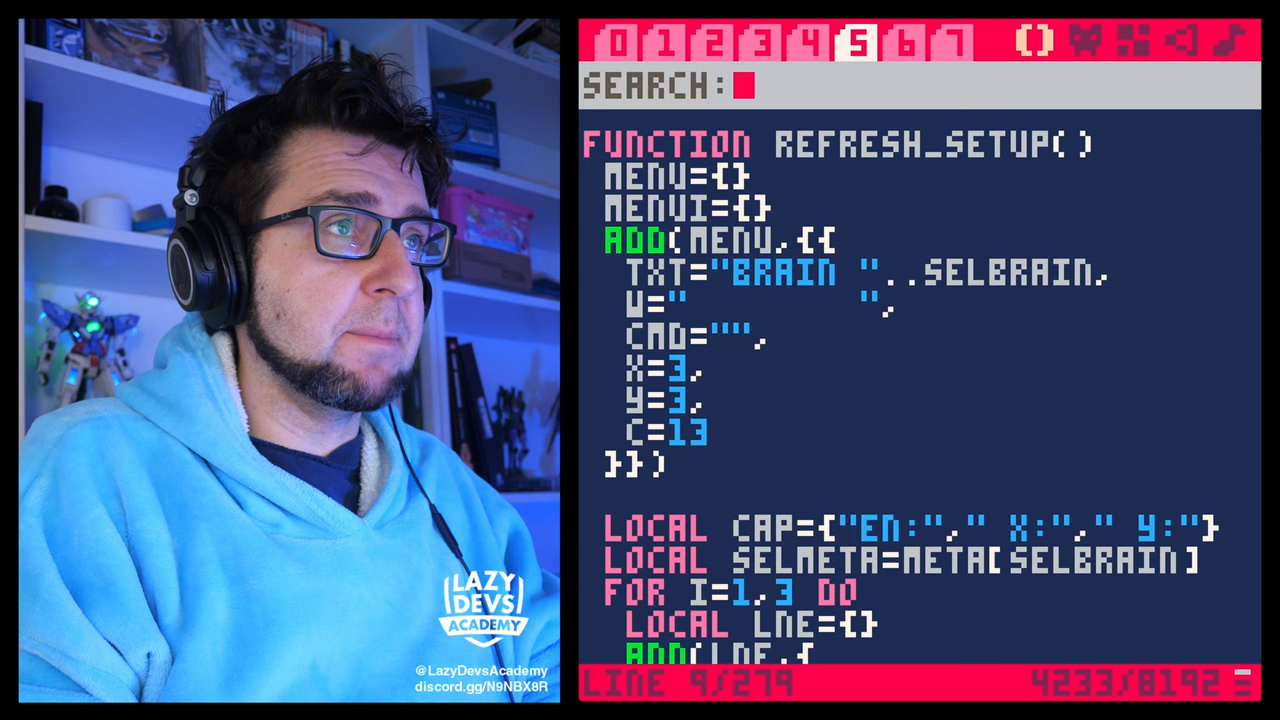 0 1 2 3 4 5 6 7 ()
SEARCH:
FUNCTION REFRESH_SETUP()
MENU={}
MENUI={}
ADD(MENU,{{
TXT="BRAIN "..SELBRAIN,
W="        ",
CMD="",
X=3,
Y=3,
C=13
}})
LOCAL CAP={"EN:"," X:"," Y:"}
LOCAL SELMETA=META[SELBRAIN]
FOR I=1,3 DO
LOCAL LNE={}
ADD(LNE,{
LINE 9/279 4233/8192
LAZY
DEVS
ACADEMY
@LazyDevsAcademy
discord.gg/N9NBX8R